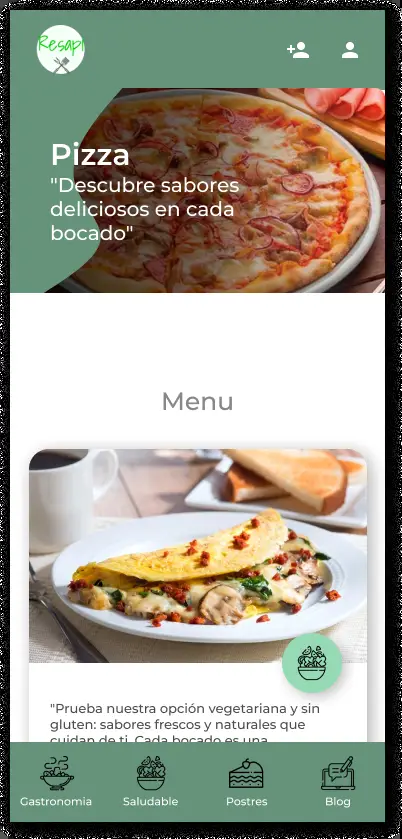 Resapi
Pizza
"Descubre sabores
deliciosos en cada
bocado"
Menu
"Prueba nuestra opción vegetariana y sin
gluten: sabores frescos y naturales que
cuidan de ti. Cada bocado es una
Gastronomia
Saludable
Postres
Blog